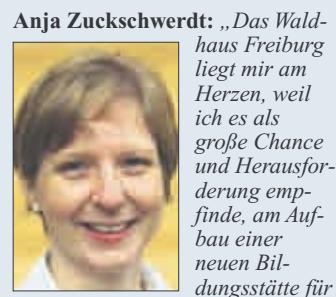 Anja Zuckschwerdt: „Das Wald-
haus Freiburg
liegt mir am
Herzen, weil
ich es als
große Chance
und Herausfor-
derung emp-
finde, am Auf-
bau einer
neuen Bil-
dungsstätte für